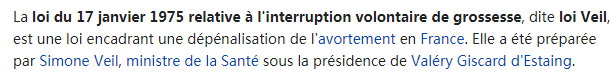 La loi du 17 janvier 1975 relative à l'interruption volontaire de grossesse, dite loi Veil,
est une loi encadrant une dépénalisation de l'avortement en France. Elle a été préparée
par Simone Veil, ministre de la Santé sous la présidence de Valéry Giscard d'Estaing.